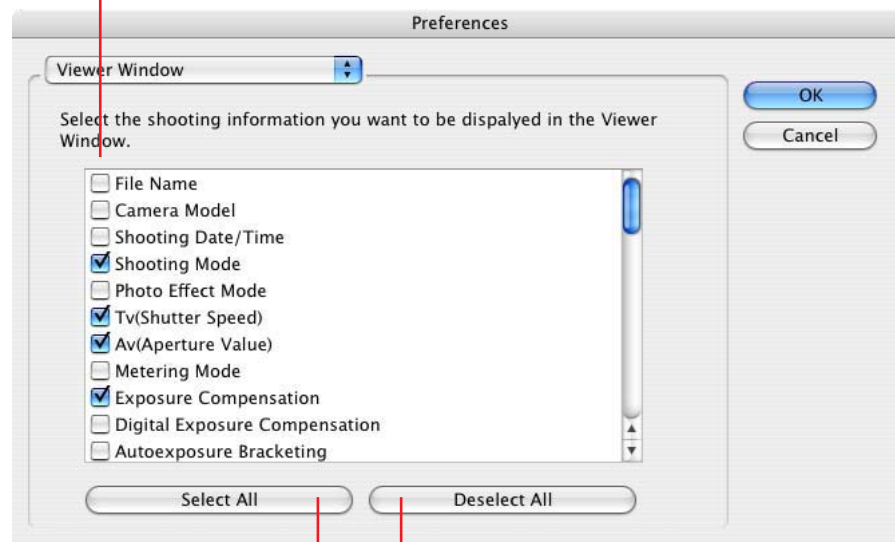 Preferences
Viewer Window
OK
Select the shooting information you want to be dispalyed in the Viewer
Window.
Cancel
File Name
Camera Model
Shooting Date/Time
Shooting Mode
Photo Effect Mode
Tv(Shutter Speed)
Av(Aperture Value)
Metering Mode
Exposure Compensation
Digital Exposure Compensation
Autoexposure Bracketing
Select All
Deselect All